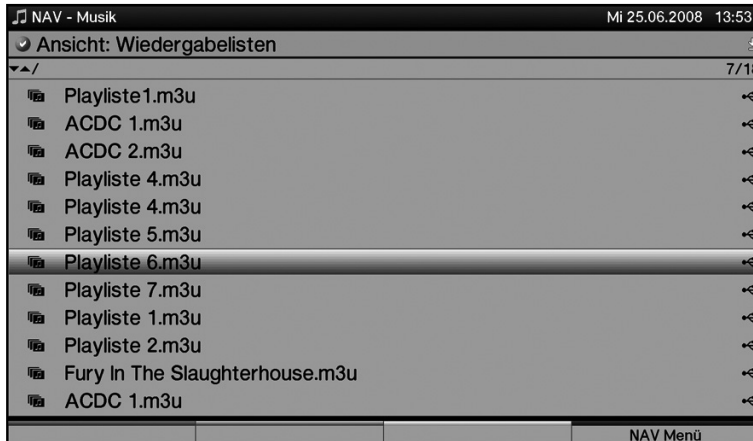 NAV - Musik Mi 25.06.2008 13:53
Ansicht: Wiedergabelisten
/ 7/18
Playliste1.m3u
ACDC 1.m3u
ACDC 2.m3u
Playliste 4.m3u
Playliste 4.m3u
Playliste 5.m3u
Playliste 6.m3u
Playliste 7.m3u
Playliste 1.m3u
Playliste 2.m3u
Fury In The Slaughterhouse.m3u
ACDC 1.m3u
NAV Menü